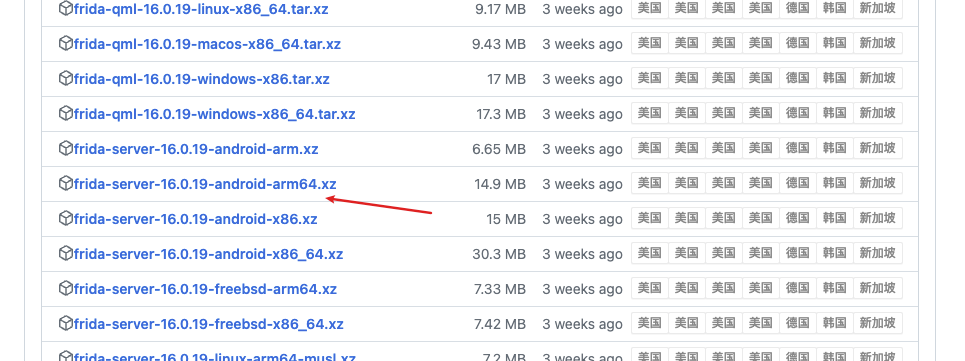 frida-qml-16.0.19-linux-x86_64.tar.xz 9.17 MB 3 weeks ago 美国 美国 美国 美国 德国 韩国 新加坡
frida-qml-16.0.19-macos-x86_64.tar.xz 9.43 MB 3 weeks ago 美国 美国 美国 美国 德国 韩国 新加坡
frida-qml-16.0.19-windows-x86.tar.xz 17 MB 3 weeks ago 美国 美国 美国 美国 德国 韩国 新加坡
frida-qml-16.0.19-windows-x86_64.tar.xz 17.3 MB 3 weeks ago 美国 美国 美国 美国 德国 韩国 新加坡
frida-server-16.0.19-android-arm.xz 6.65 MB 3 weeks ago 美国 美国 美国 美国 德国 韩国 新加坡
frida-server-16.0.19-android-arm64.xz 14.9 MB 3 weeks ago 美国 美国 美国 美国 德国 韩国 新加坡
frida-server-16.0.19-android-x86.xz 15 MB 3 weeks ago 美国 美国 美国 美国 德国 韩国 新加坡
frida-server-16.0.19-android-x86_64.xz 30.3 MB 3 weeks ago 美国 美国 美国 美国 德国 韩国 新加坡
frida-server-16.0.19-freebsd-arm64.xz 7.33 MB 3 weeks ago 美国 美国 美国 美国 德国 韩国 新加坡
frida-server-16.0.19-freebsd-x86_64.xz 7.42 MB 3 weeks ago 美国 美国 美国 美国 德国 韩国 新加坡
frida-server-16.0.19-linux-arm64-musl.xz 7.2 MB 3 weeks ago 美国 美国 美国 美国 德国 韩国 新加坡